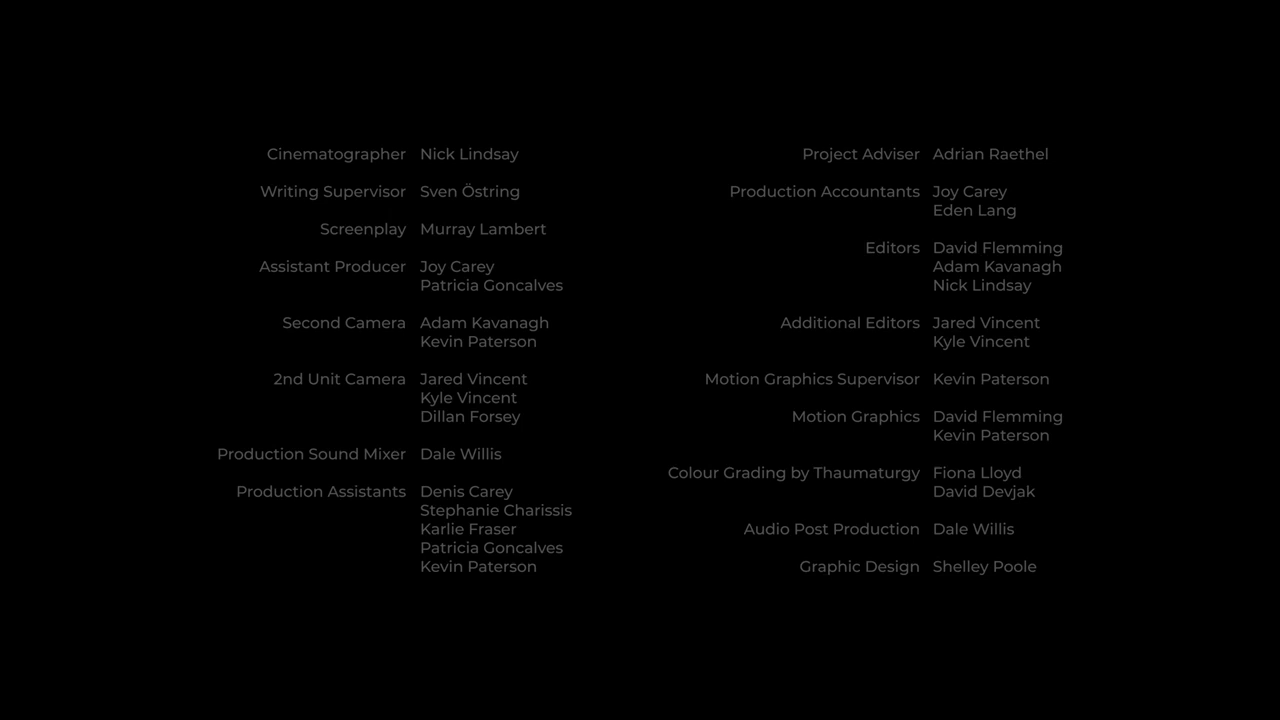 Cinematographer Nick Lindsay
Writing Supervisor Sven Östring
Screenplay Murray Lambert
Assistant Producer Joy Carey
Patricia Goncalves
Second Camera Adam Kavanagh
Kevin Paterson
2nd Unit Camera Jared Vincent
Kyle Vincent
Dillan Forsey
Production Sound Mixer Dale Willis
Production Assistants Denis Carey
Stephanie Charissis
Karlie Fraser
Patricia Goncalves
Kevin Paterson
Project Adviser Adrian Raethel
Production Accountants Joy Carey
Eden Lang
Editors David Flemming
Adam Kavanagh
Nick Lindsay
Additional Editors Jared Vincent
Kyle Vincent
Motion Graphics Supervisor Kevin Paterson
Motion Graphics David Flemming
Kevin Paterson
Colour Grading by Thaumaturgy Fiona Lloyd
David Devjak
Audio Post Production Dale Willis
Graphic Design Shelley Poole